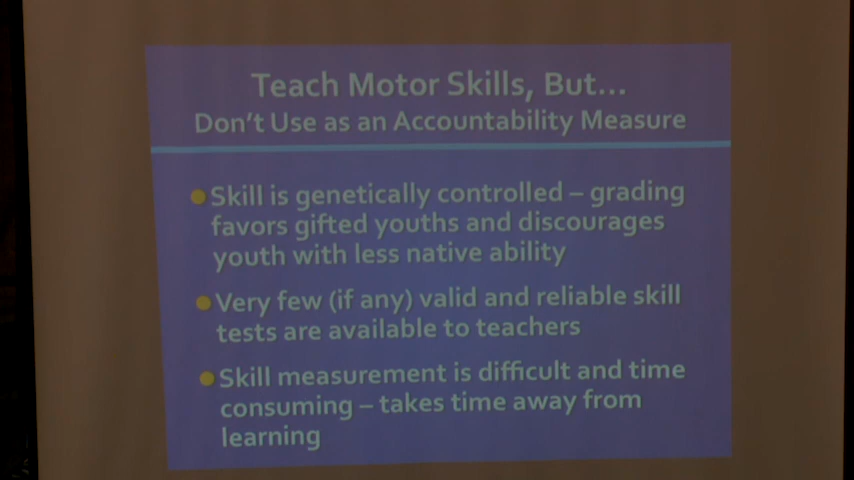 Teach Motor Skills, But...
Don't Use as an Accountability Measure
Skill is genetically controlled – grading
favors gifted youths and discourages
youth with less native ability
Very few (if any) valid and reliable skill
tests are available to teachers
Skill measurement is difficult and time
consuming – takes time away from
learning